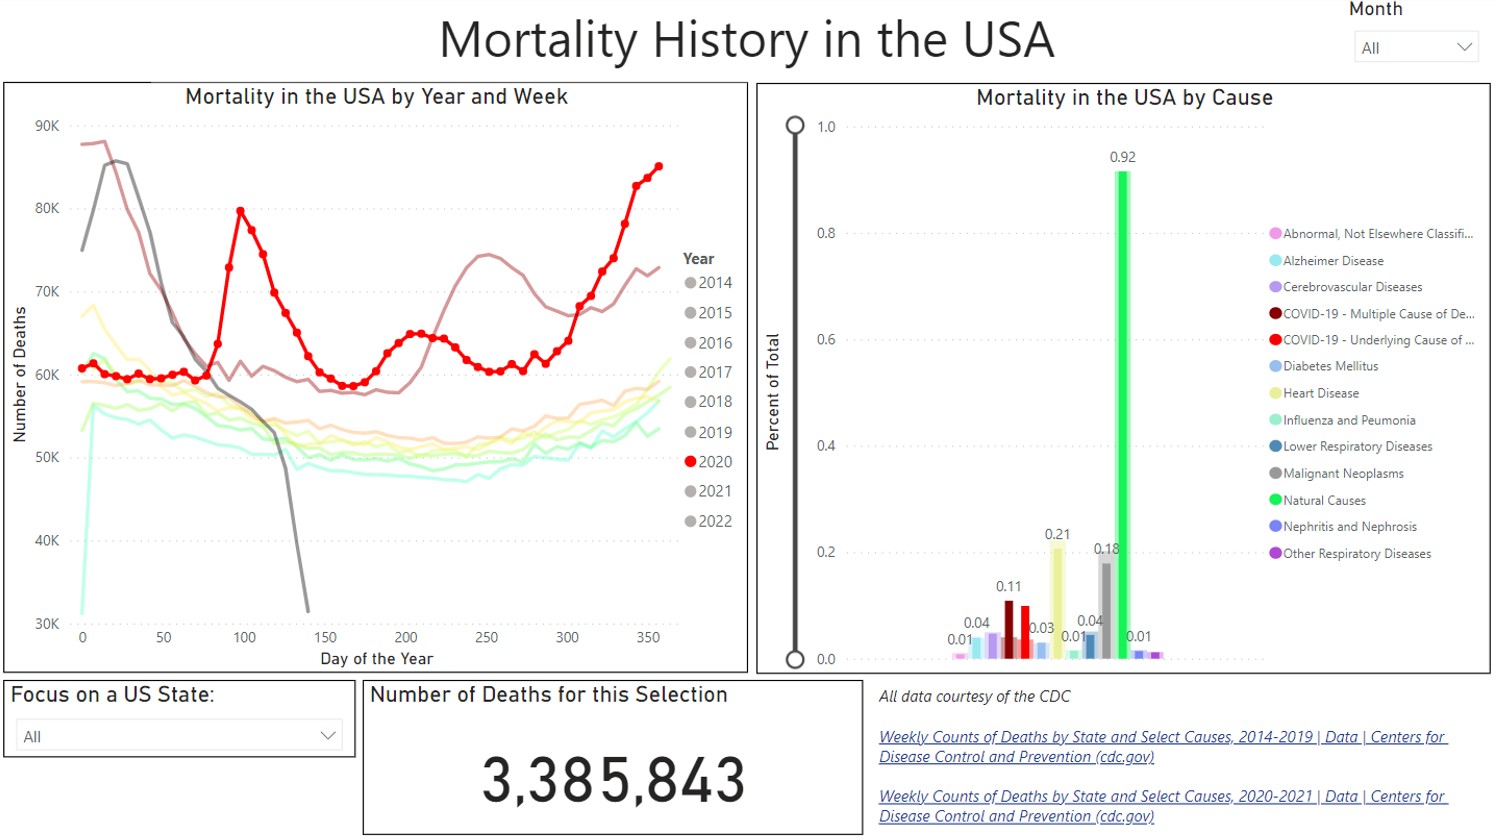 Mortality History in the USA
Month
All
Mortality in the USA by Year and Week
90K
80K
70K
60K
50K
40K
30K
Number of Deaths
0
50
100
150
200
250
300
350
Day of the Year
Year
2014
2015
2016
2017
2018
2019
2020
2021
2022
Mortality in the USA by Cause
1.0
0.8
0.6
0.4
0.2
0.0
Percent of Total
0.01
0.04
0.11
0.03
0.21
0.01
0.04
0.18
0.92
0.01
Abnormal, Not Elsewhere Classifi...
Alzheimer Disease
Cerebrovascular Diseases
COVID-19 - Multiple Cause of De...
COVID-19 - Underlying Cause of ...
Diabetes Mellitus
Heart Disease
Influenza and Peumonia
Lower Respiratory Diseases
Malignant Neoplasms
Natural Causes
Nephritis and Nephrosis
Other Respiratory Diseases
Focus on a US State:
All
Number of Deaths for this Selection
3,385,843
All data courtesy of the CDC
Weekly Counts of Deaths by State and Select Causes, 2014-2019 | Data | Centers for
Disease Control and Prevention (cdc.gov)
Weekly Counts of Deaths by State and Select Causes, 2020-2021 | Data | Centers for
Disease Control and Prevention (cdc.gov)